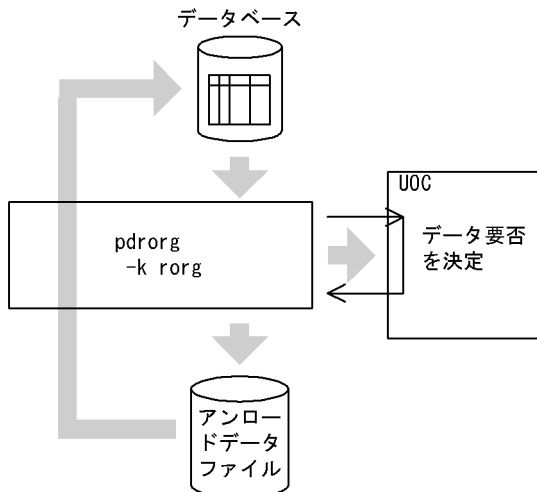 データベース
pdrorg
-k rorg
UOC
データ要否
を決定
アンロー
ドデータ
ファイル